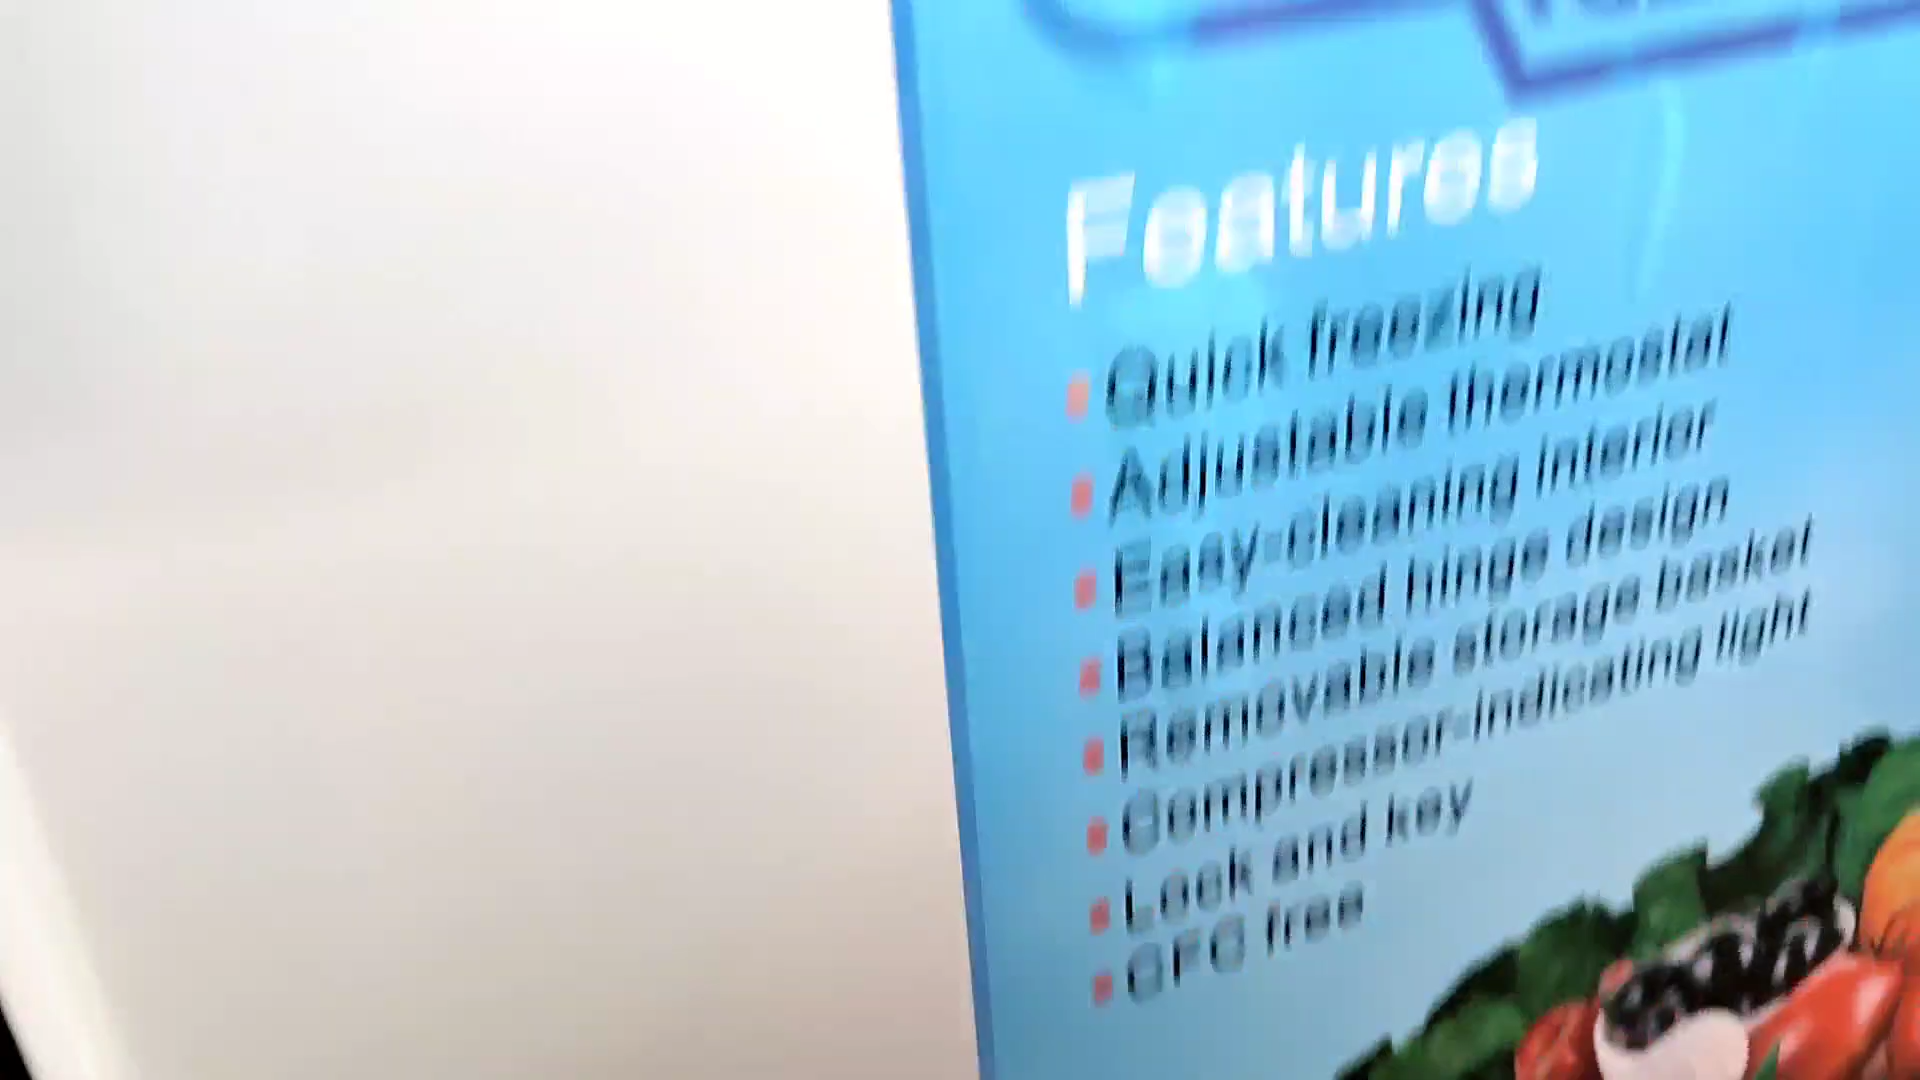 Features
Quick freezing
Adjustable thermostat
Easy-cleaning interior
Balanced hinge design
Removable storage basket
Compressor-indicating light
Lock and key
CFC free